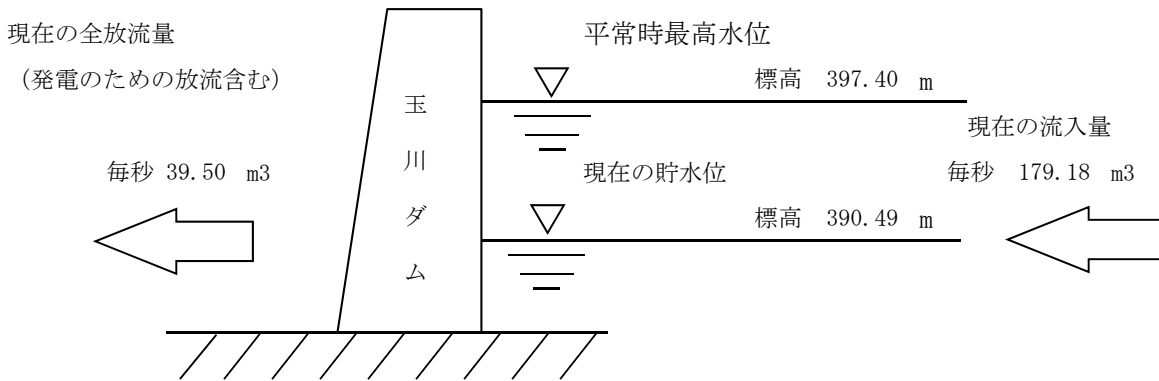 現在の全放流量
(発電のための放流含む)
毎秒 39.50 m3
玉川ダム
平常時最高水位
標高 397.40 m
現在の貯水位
標高 390.49 m
現在の流入量
毎秒 179.18 m3